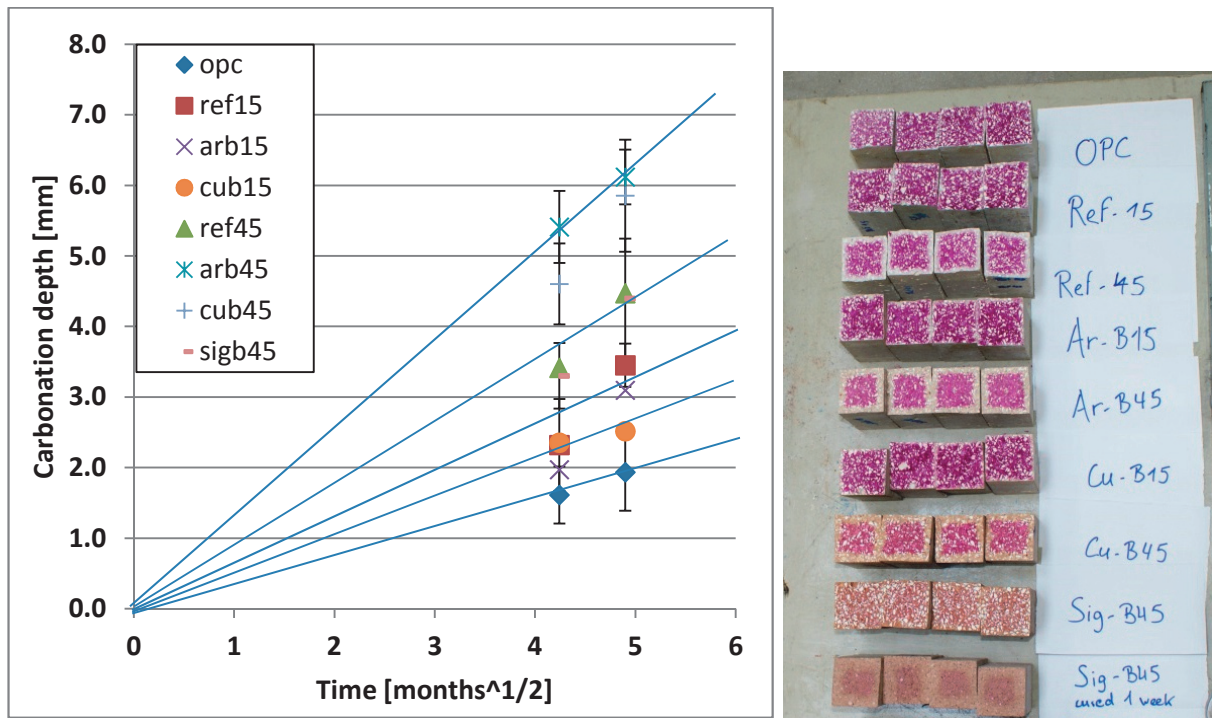 8.0
7.0
6.0
5.0
4.0
3.0
2.0
1.0
0.0
Carbonation depth [mm]
opc
ref15
arb15
cub15
ref45
arb45
cub45
sigb45
0 1 2 3 4 5 6
Time [months^1/2]
OPC
Ref-15
Ref-45
Ar-B15
Ar-B45
Cu-B15
Cu-B45
Sig-B45
Sig-B45
cured 1 week